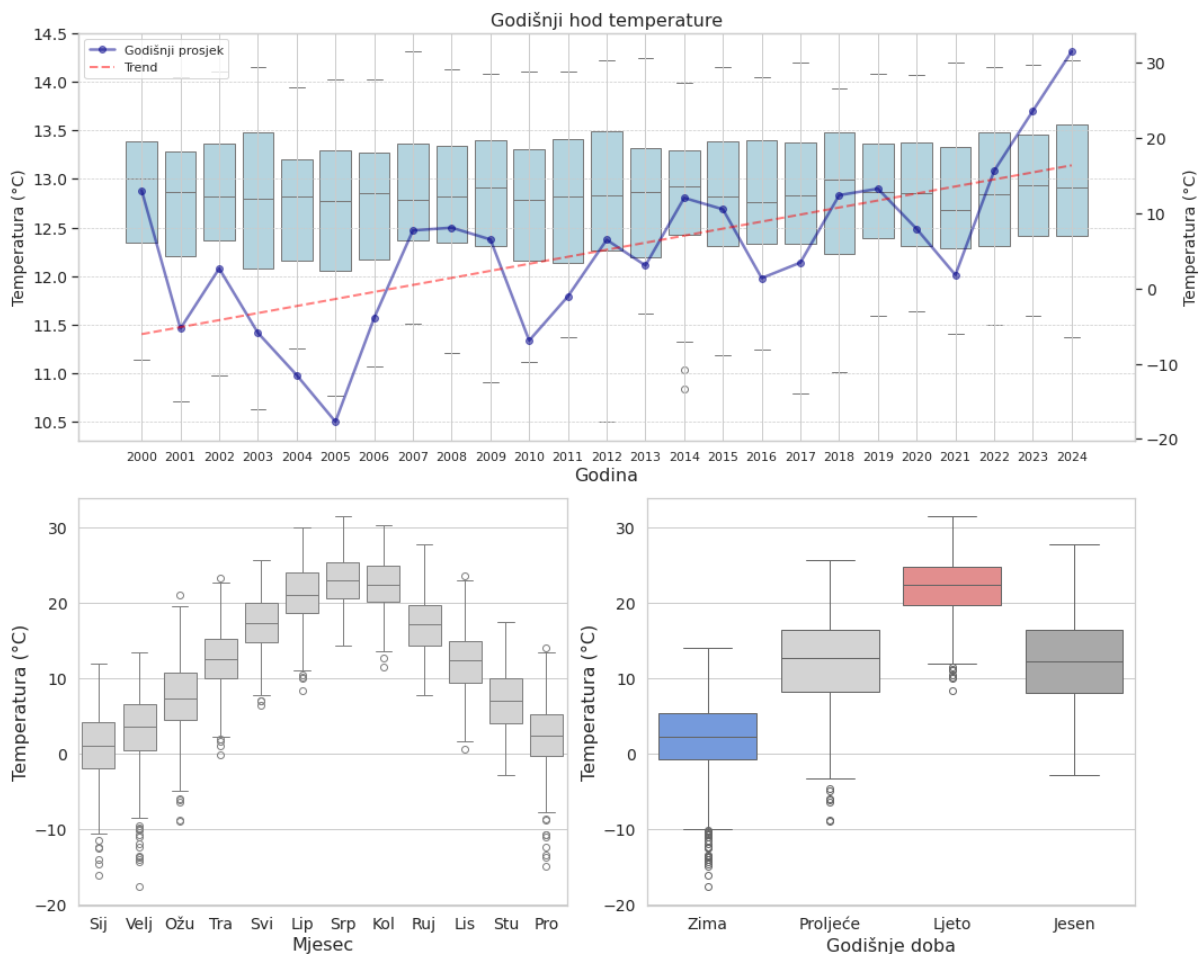 Godišnji hod temperature
Godišnji prosjek
Trend
Temperatura (°C)
14.5
14.0
13.5
13.0
12.5
12.0
11.5
11.0
10.5
30
20
10
0
−10
−20
Temperatura (°C)
2000 2001 2002 2003 2004 2005 2006 2007 2008 2009 2010 2011 2012 2013 2014 2015 2016 2017 2018 2019 2020 2021 2022 2023 2024
Godina
Temperatura (°C)
30
20
10
0
−10
−20
Sij Velj Ožu Tra Svi Lip Srp Kol Ruj Lis Stu Pro
Mjesec
Temperatura (°C)
30
20
10
0
−10
−20
Zima Proljeće Ljeto Jesen
Godišnje doba